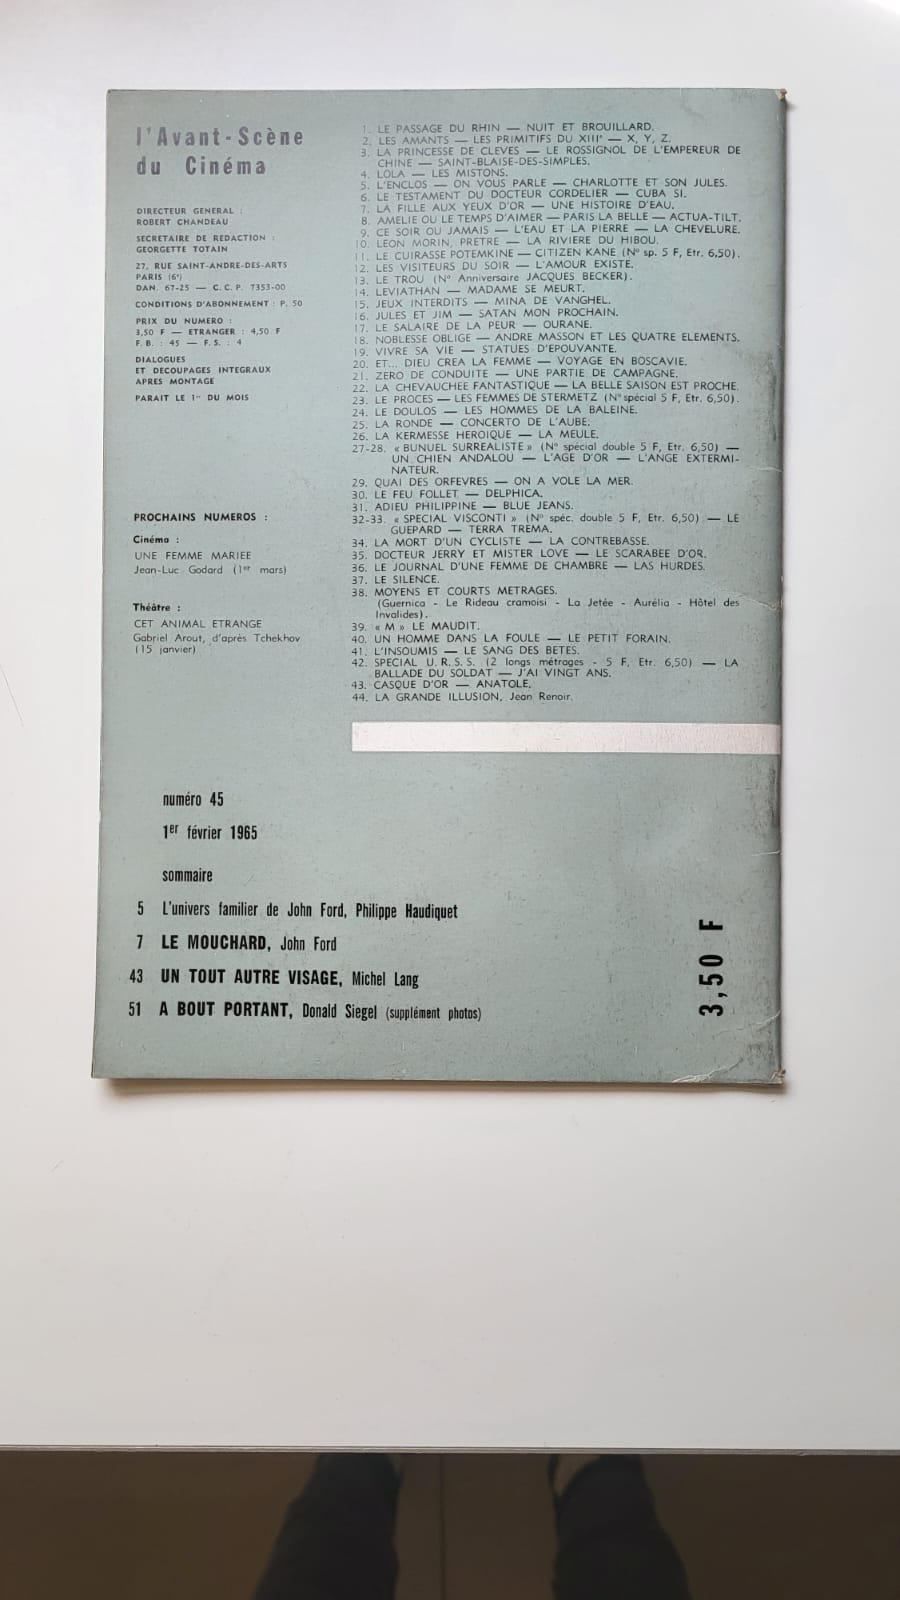 l'Avant-Scène
du Cinéma
DIRECTEUR GENERAL :
ROBERT CHANDEAU
SECRETAIRE DE REDACTION :
GEORGETTE TOTAIN
27, RUE SAINT-ANDRE-DES-ARTS
PARIS (6e)
DAN. 67-25 — C.C.P. 7353-00
CONDITIONS D'ABONNEMENT : P. 50
PRIX DU NUMERO :
3,50 F — ETRANGER : 4,50 F
F.B. : 45 — F.S. : 4
DIALOGUES
ET DECOUPAGES INTEGRAUX
APRES MONTAGE
PARAIT LE 1er DU MOIS
PROCHAINS NUMEROS :
Cinéma :
UNE FEMME MARIEE
Jean-Luc Godard (1er mars)
Théâtre :
CET ANIMAL ETRANGE
Gabriel Arout, d'après Tchekhov
(15 janvier)
1. LE PASSAGE DU RHIN — NUIT ET BROUILLARD.
2. LES AMANTS — LES PRIMITIFS DU XIIIe — X, Y, Z.
3. LA PRINCESSE DE CLEVES — LE ROSSIGNOL DE L'EMPEREUR DE
CHINE — SAINT-BLAISE-DES-SIMPLES.
4. LOLA — LES MISTONS.
5. L'ENCLOS — ON VOUS PARLE — CHARLOTTE ET SON JULES.
6. LE TESTAMENT DU DOCTEUR CORDELIER — CUBA SI.
7. LA FILLE AUX YEUX D'OR — UNE HISTOIRE D'EAU.
8. AMELIE OU LE TEMPS D'AIMER — PARIS LA BELLE — ACTUA-TILT.
9. CE SOIR OU JAMAIS — L'EAU ET LA PIERRE — LA CHEVELURE.
10. LEON MORIN, PRETRE — LA RIVIERE DU HIBOU.
11. LE CUIRASSE POTEMKINE — CITIZEN KANE (N° sp. 5 F, Etr. 6,50).
12. LES VISITEURS DU SOIR — L'AMOUR EXISTE.
13. LE TROU (N° Anniversaire JACQUES BECKER).
14. LEVIATHAN — MADAME SE MEURT.
15. JEUX INTERDITS — MINA DE VANGHEL.
16. JULES ET JIM — SATAN MON PROCHAIN.
17. LE SALAIRE DE LA PEUR — OURANE.
18. NOBLESSE OBLIGE — ANDRE MASSON ET LES QUATRE ELEMENTS.
19. VIVRE SA VIE — STATUES D'EPOUVANTE.
20. ET... DIEU CREA LA FEMME — VOYAGE EN BOSCAVIE.
21. ZERO DE CONDUITE — UNE PARTIE DE CAMPAGNE.
22. LA CHEVAUCHEE FANTASTIQUE — LA BELLE SAISON EST PROCHE.
23. LE PROCES — LES FEMMES DE STERMETZ (N° spécial 5 F, Etr. 6,50).
24. LE DOULOS — LES HOMMES DE LA BALEINE.
25. LA RONDE — CONCERTO DE L'AUBE.
26. LA KERMESSE HEROIQUE — LA MEULE.
27-28. « BUNUEL SURREALISTE » (N° spécial double 5 F, Etr. 6,50) —
UN CHIEN ANDALOU — L'AGE D'OR — L'ANGE EXTERMI-
NATEUR.
29. QUAI DES ORFEVRES — ON A VOLE LA MER.
30. LE FEU FOLLET — DELPHICA.
31. ADIEU PHILIPPINE — BLUE JEANS.
32-33. « SPECIAL VISCONTI » (N° spéc. double 5 F, Etr. 6,50) — LE
GUEPARD — TERRA TREMA.
34. LA MORT D'UN CYCLISTE — LA CONTREBASSE.
35. DOCTEUR JERRY ET MISTER LOVE — LE SCARABEE D'OR.
36. LE JOURNAL D'UNE FEMME DE CHAMBRE — LAS HURDES.
37. LE SILENCE.
38. MOYENS ET COURTS METRAGES.
(Guernica - Le Rideau cramoisi - La Jetée - Aurélia - Hôtel des
Invalides).
39. « M » LE MAUDIT.
40. UN HOMME DANS LA FOULE — LE PETIT FORAIN.
41. L'INSOUMIS — LE SANG DES BETES.
42. SPECIAL U.R.S.S. (2 longs métrages - 5 F, Etr. 6,50) — LA
BALLADE DU SOLDAT — J'AI VINGT ANS.
43. CASQUE D'OR — ANATOLE.
44. LA GRANDE ILLUSION, Jean Renoir.
numéro 45
1er février 1965
sommaire
5 L'univers familier de John Ford, Philippe Haudiquet
7 LE MOUCHARD, John Ford
43 UN TOUT AUTRE VISAGE, Michel Lang
51 A BOUT PORTANT, Donald Siegel (supplément photos)
3,50 F